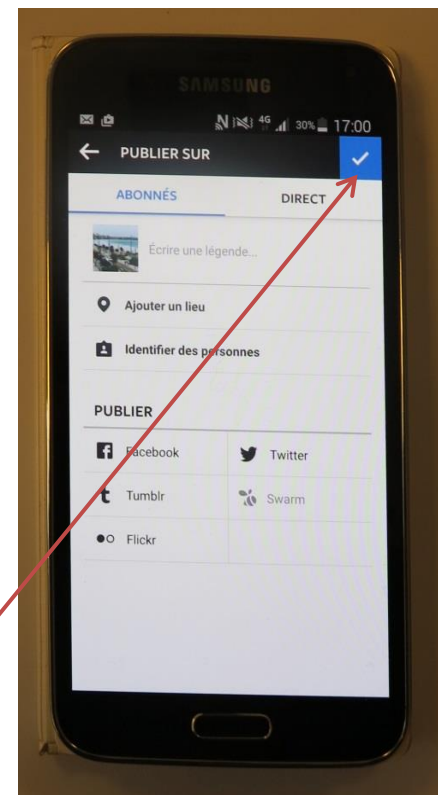 SAMSUNG
4G 30% 17:00
PUBLIER SUR
ABONNÉS DIRECT
Écrire une légende...
Ajouter un lieu
Identifier des personnes
PUBLIER
Facebook Twitter
Tumblr Swarm
Flickr